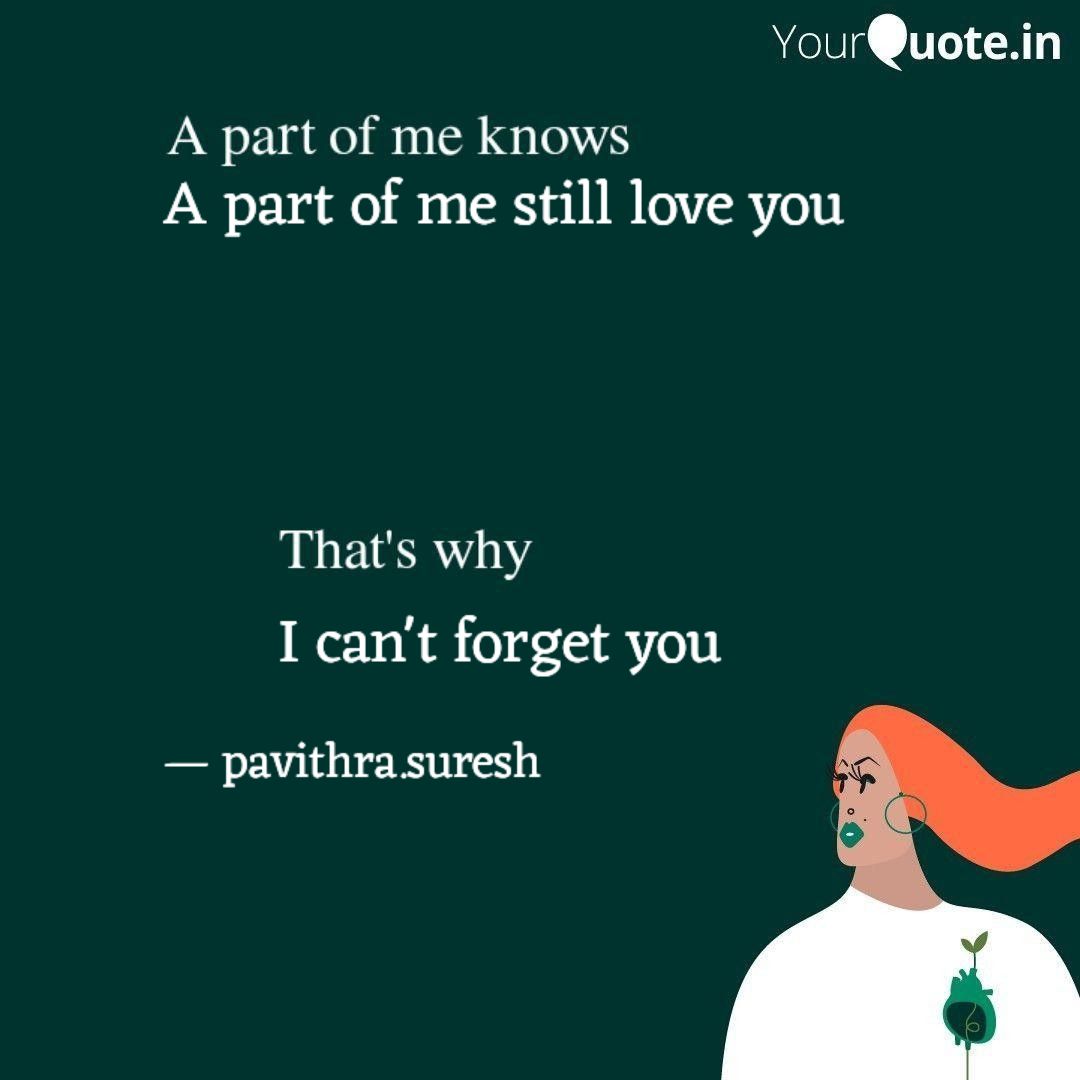 YourQuote.in
A part of me knows
A part of me still love you
That's why
I can't forget you
— pavithra.suresh